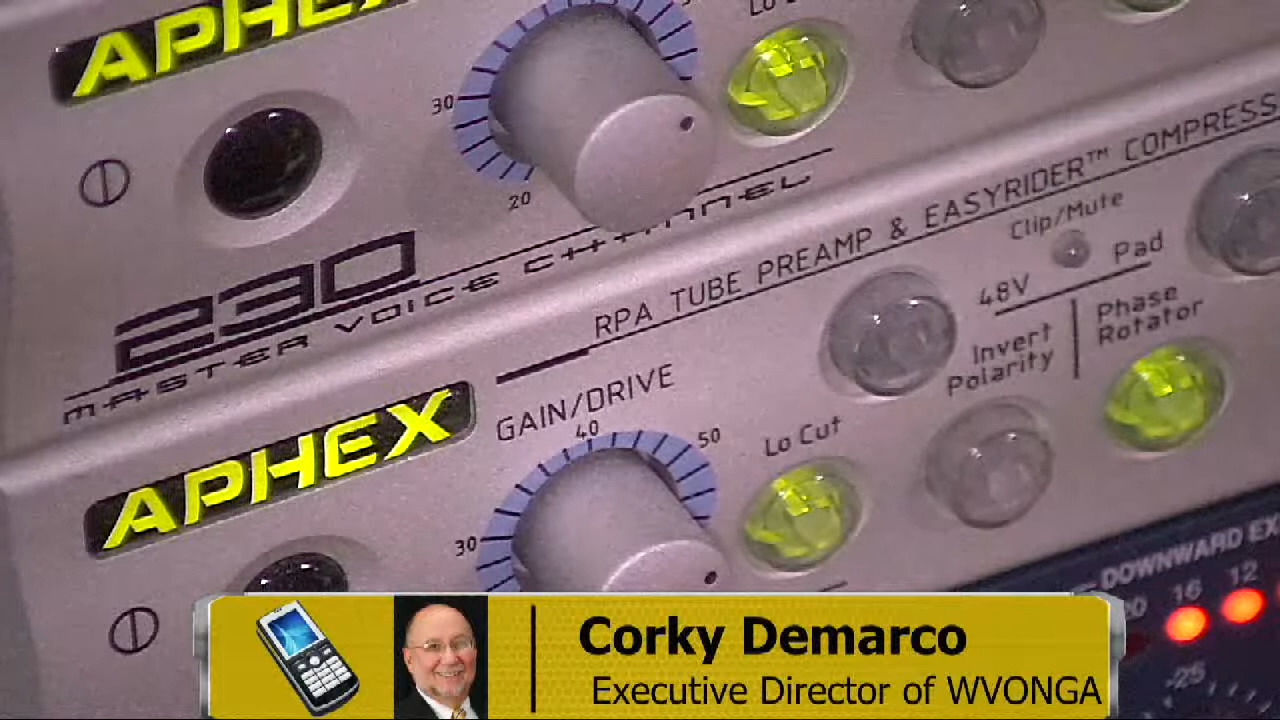 APHEX
30
20
Lo
230
MASTER VOICE CHANNEL
RPA TUBE PREAMP & EASYRIDER™ COMPRESS
Clip/Mute
48V
Pad
Invert
Polarity
Phase
Rotator
APHEX
GAIN/DRIVE
40
50
30
Lo Cut
DOWNWARD EX
16
12
-25
Corky Demarco
Executive Director of WVONGA